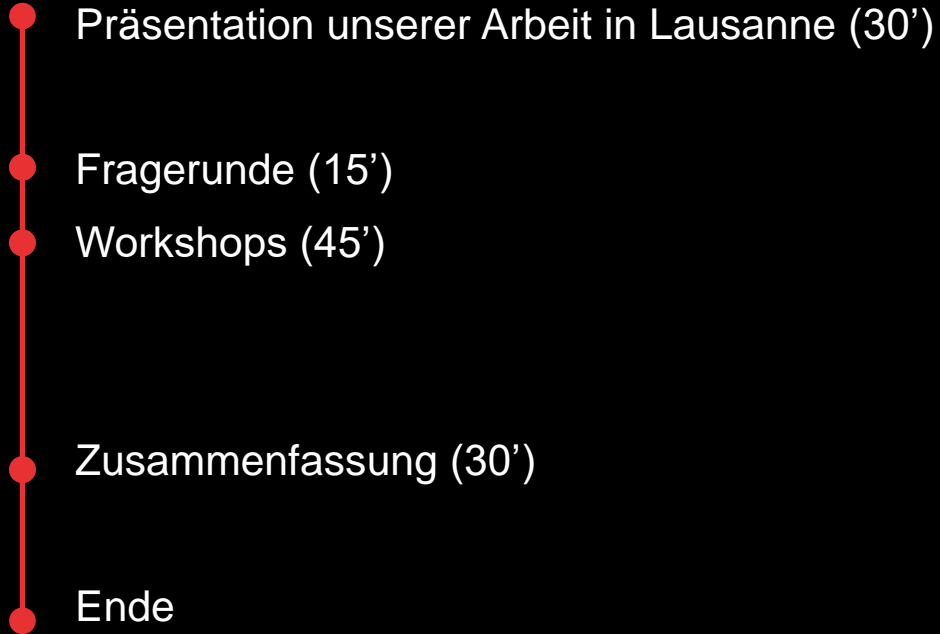 Präsentation unserer Arbeit in Lausanne (30’)
Fragerunde (15’)
Workshops (45’)
Zusammenfassung (30’)
Ende